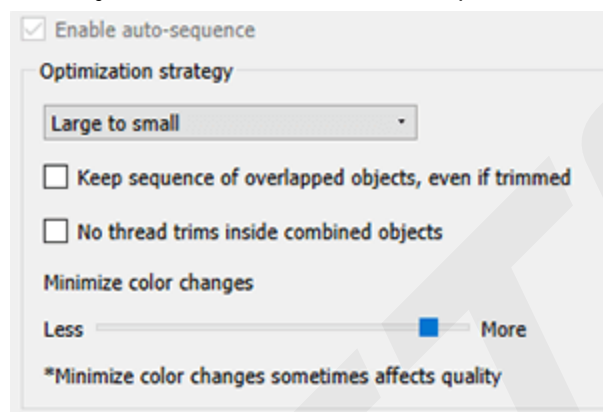 Enable auto-sequence
Optimization strategy
Large to small
Keep sequence of overlapped objects, even if trimmed
No thread trims inside combined objects
Minimize color changes
Less More
*Minimize color changes sometimes affects quality